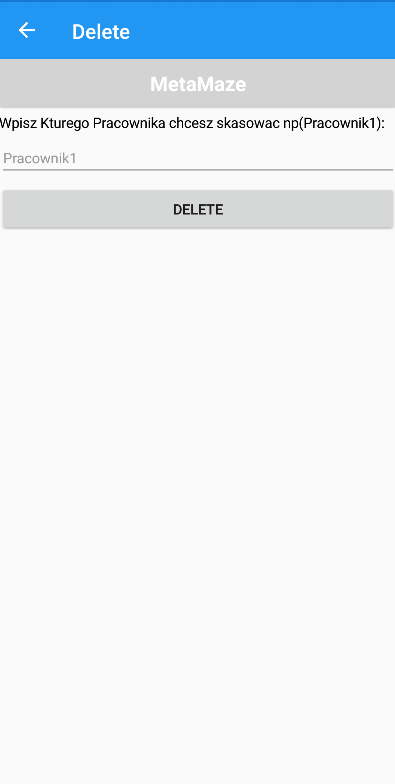 Delete
MetaMaze
Wpisz Kturego Pracownika chcesz skasowac np(Pracownik1):
Pracownik1
DELETE